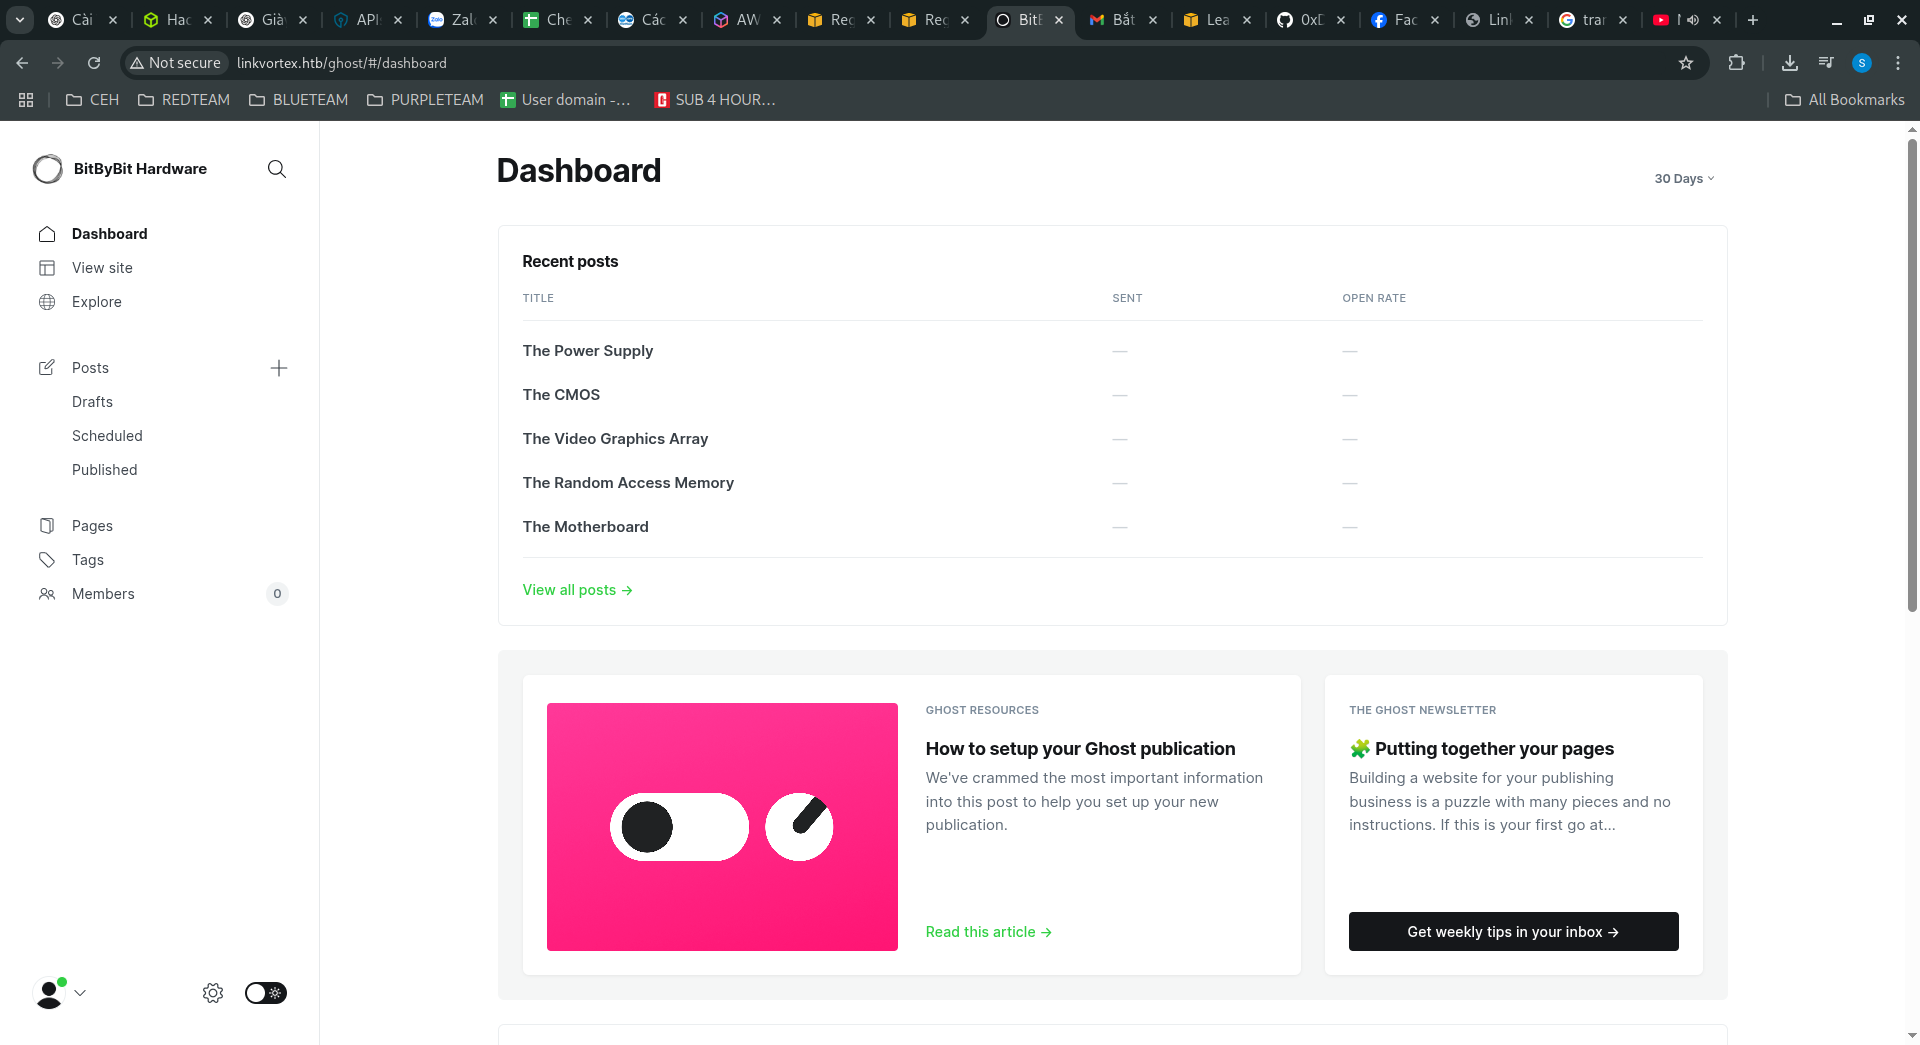 Cài
Hac
Giải
APIs
Zalo
Che
Các
AW
Rec
Rec
BitE
Bắt
Lea
0xD
Fac
Link
trar
Not secure
linkvortex.htb/ghost/#/dashboard
S
CEH
REDTEAM
BLUETEAM
PURPLETEAM
User domain -...
SUB 4 HOUR...
All Bookmarks
BitByBit Hardware
Dashboard
View site
Explore
Posts
Drafts
Scheduled
Published
Pages
Tags
Members
0
Dashboard
30 Days
Recent posts
TITLE SENT OPEN RATE
The Power Supply — —
The CMOS — —
The Video Graphics Array — —
The Random Access Memory — —
The Motherboard — —
View all posts →
GHOST RESOURCES
How to setup your Ghost publication
We've crammed the most important information
into this post to help you set up your new
publication.
Read this article →
THE GHOST NEWSLETTER
🧩 Putting together your pages
Building a website for your publishing
business is a puzzle with many pieces and no
instructions. If this is your first go at...
Get weekly tips in your inbox →